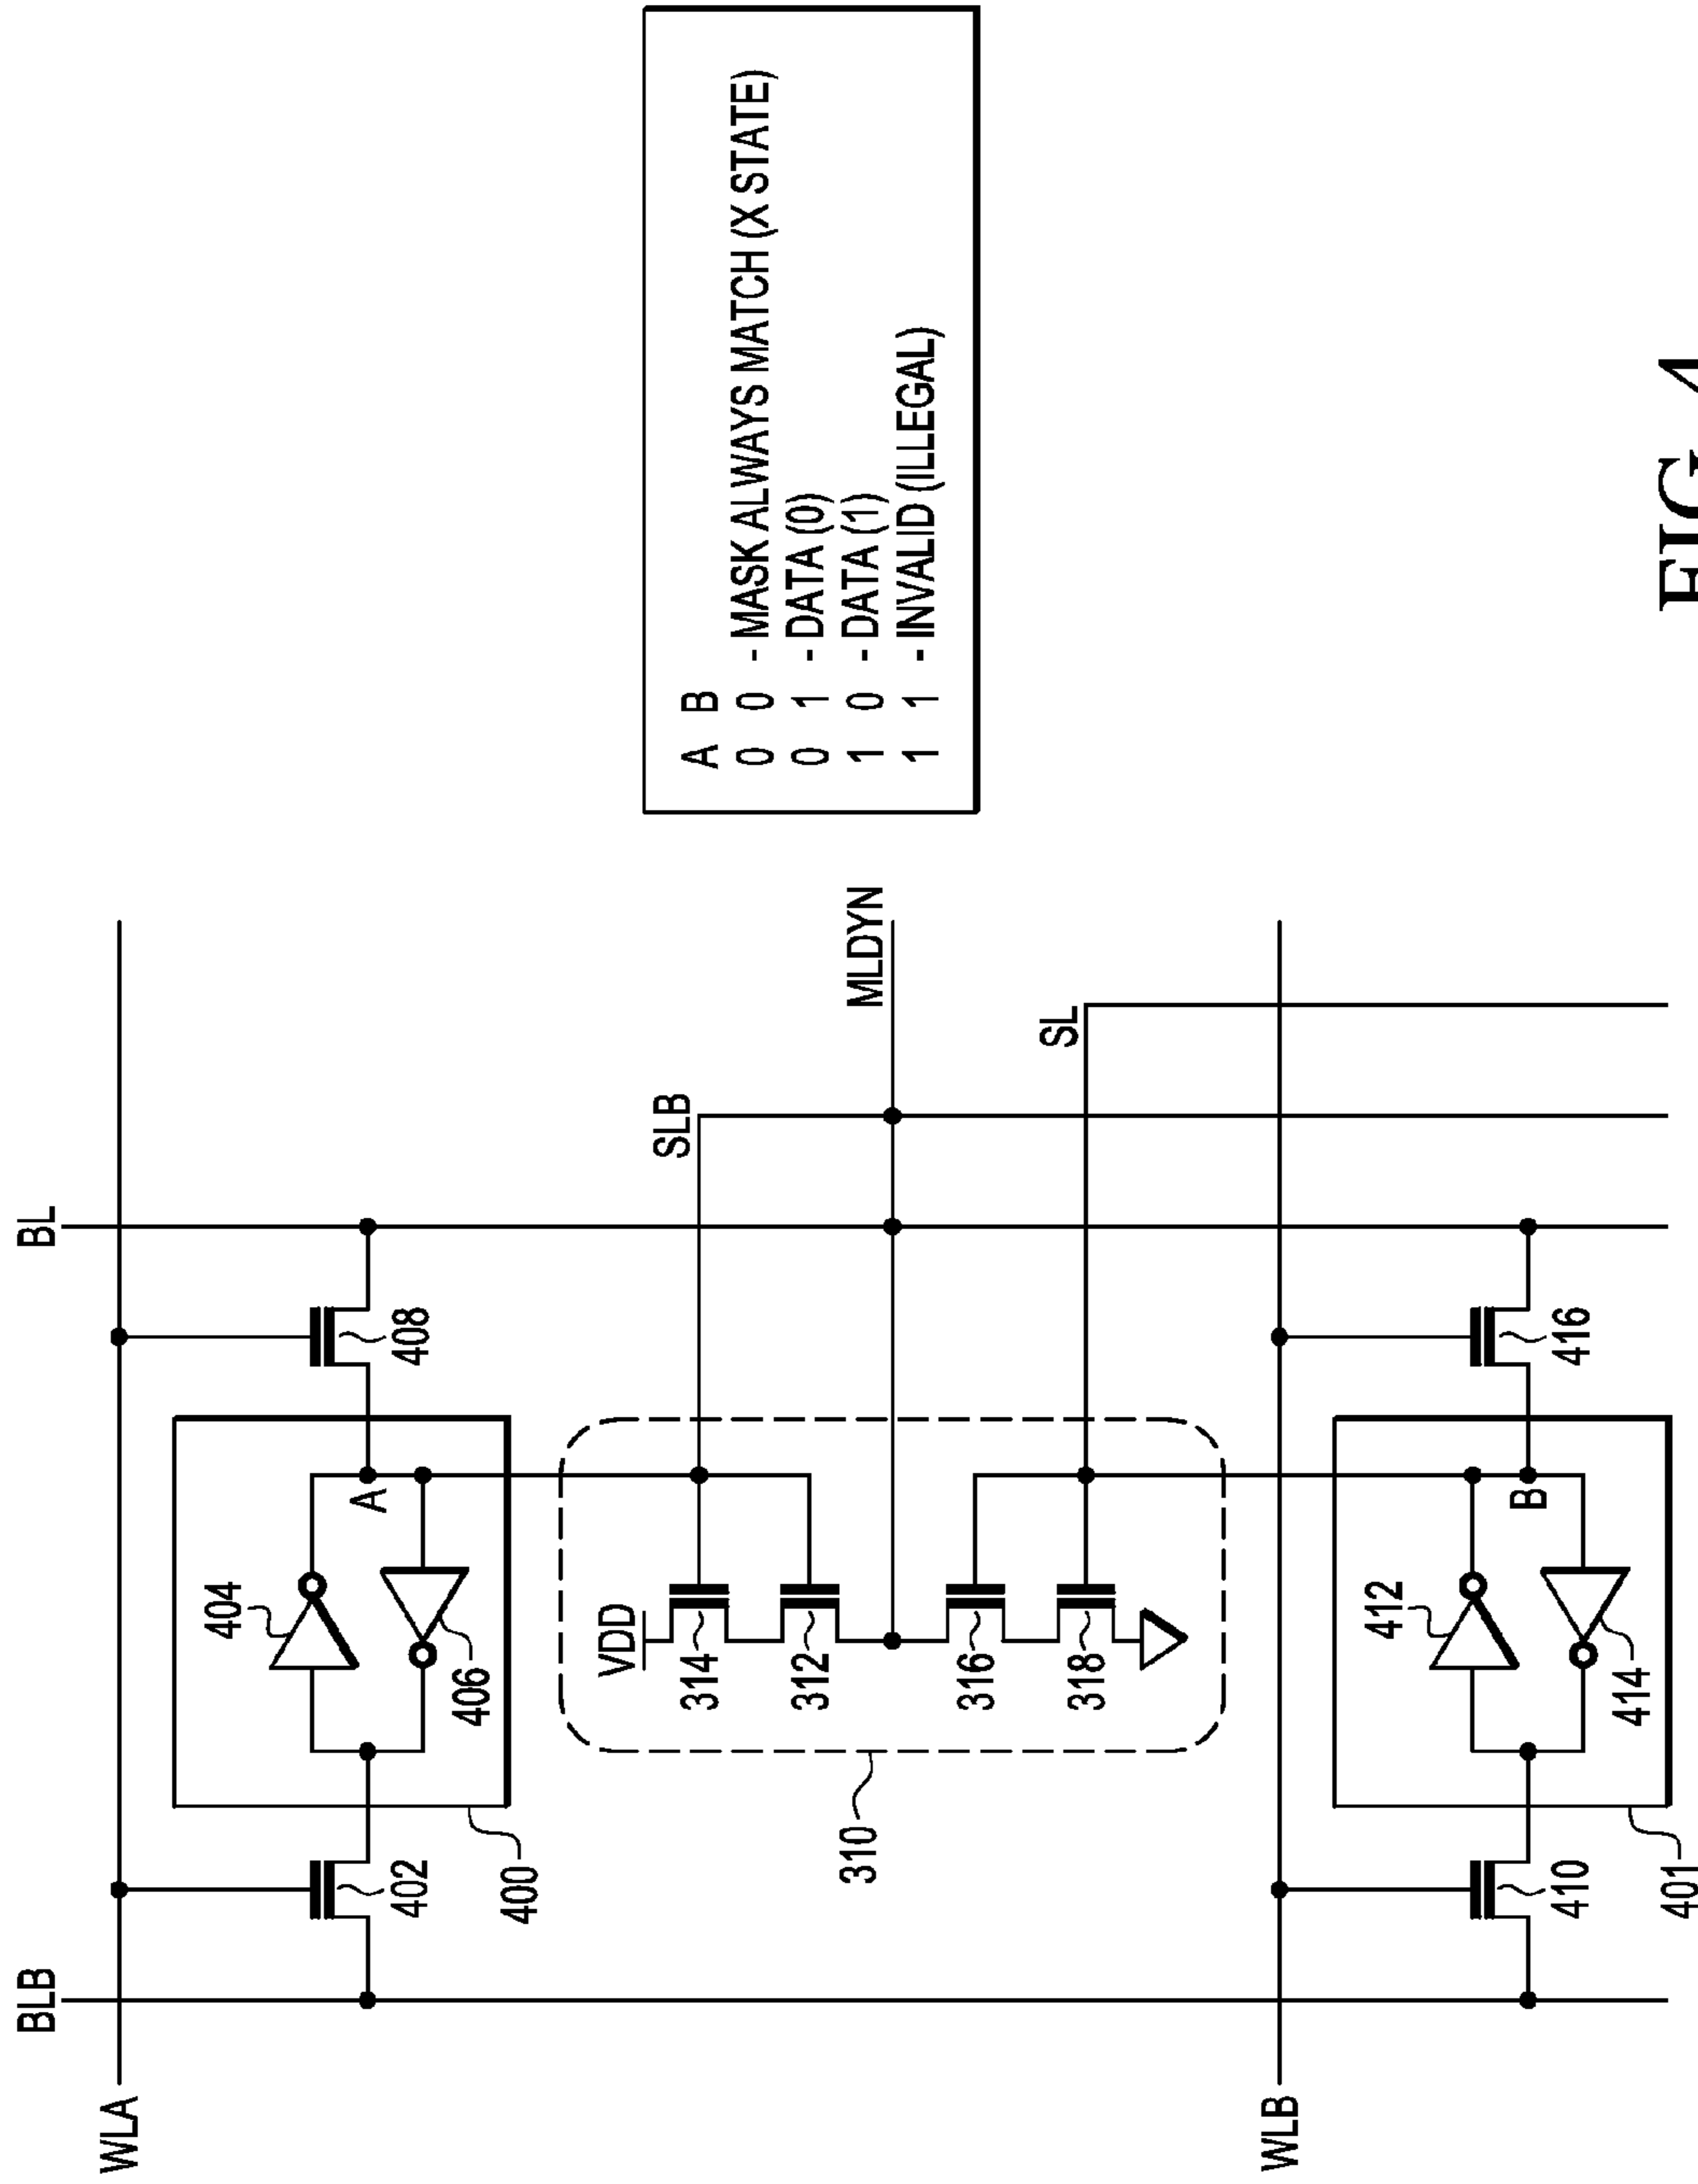 BLB
BL
WLA
404
A
406
402
408
400
SLB
VDD
314
312
MLDYN
316
318
SL
310
WLB
412
B
414
410
416
401
A B
0 0 - MASK ALWAYS MATCH (X STATE)
0 1 - DATA (0)
1 0 - DATA (1)
1 1 - INVALID (ILLEGAL)
FIG. 4